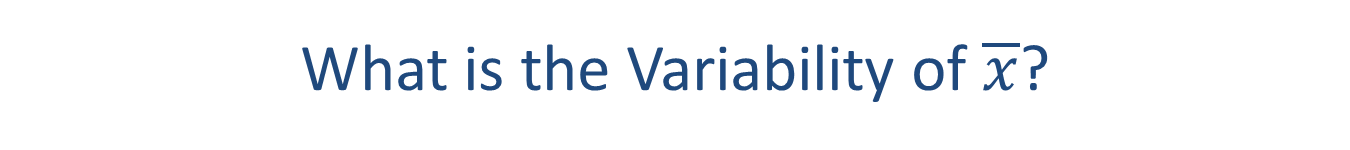 What is the Variability of x̅?